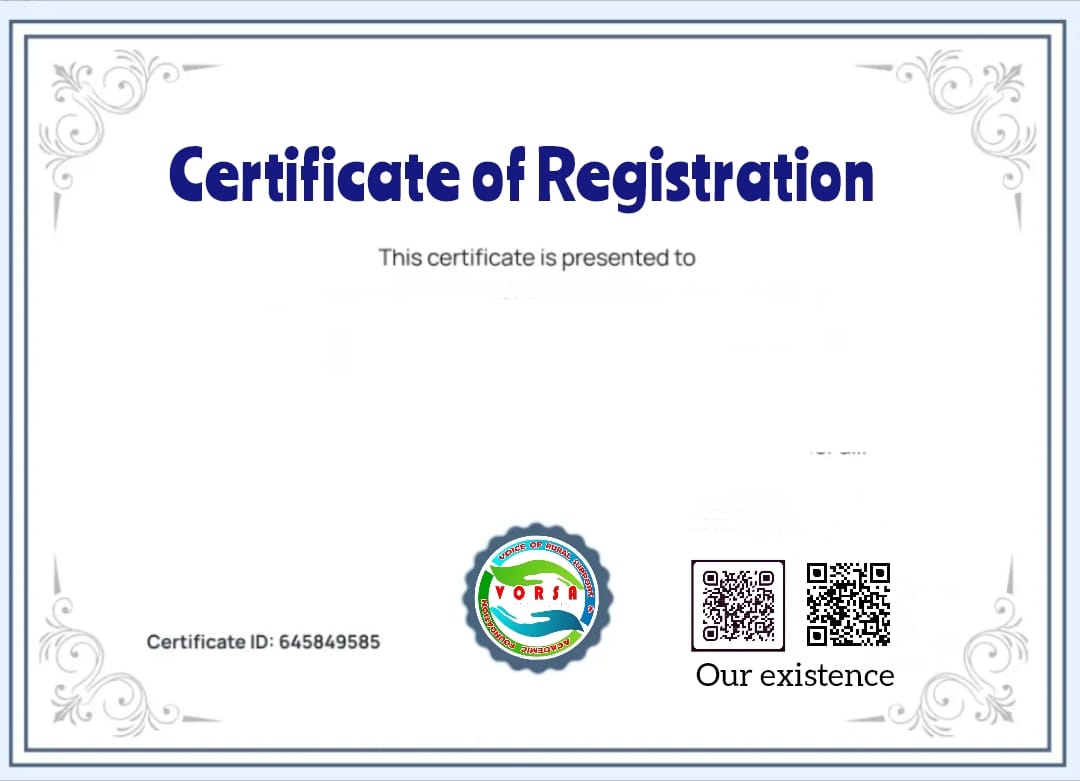 Certificate of Registration
This certificate is presented to
VOICE OF RURAL SUPPORT &
VORSA
ACADEMIC FOUNDATION
Certificate ID: 645849585
Our existence